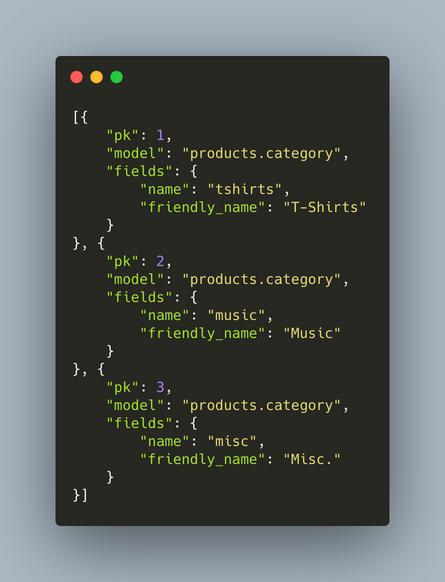 [{
    "pk": 1,
    "model": "products.category",
    "fields": {
        "name": "tshirts",
        "friendly_name": "T-Shirts"
    }
}, {
    "pk": 2,
    "model": "products.category",
    "fields": {
        "name": "music",
        "friendly_name": "Music"
    }
}, {
    "pk": 3,
    "model": "products.category",
    "fields": {
        "name": "misc",
        "friendly_name": "Misc."
    }
}]